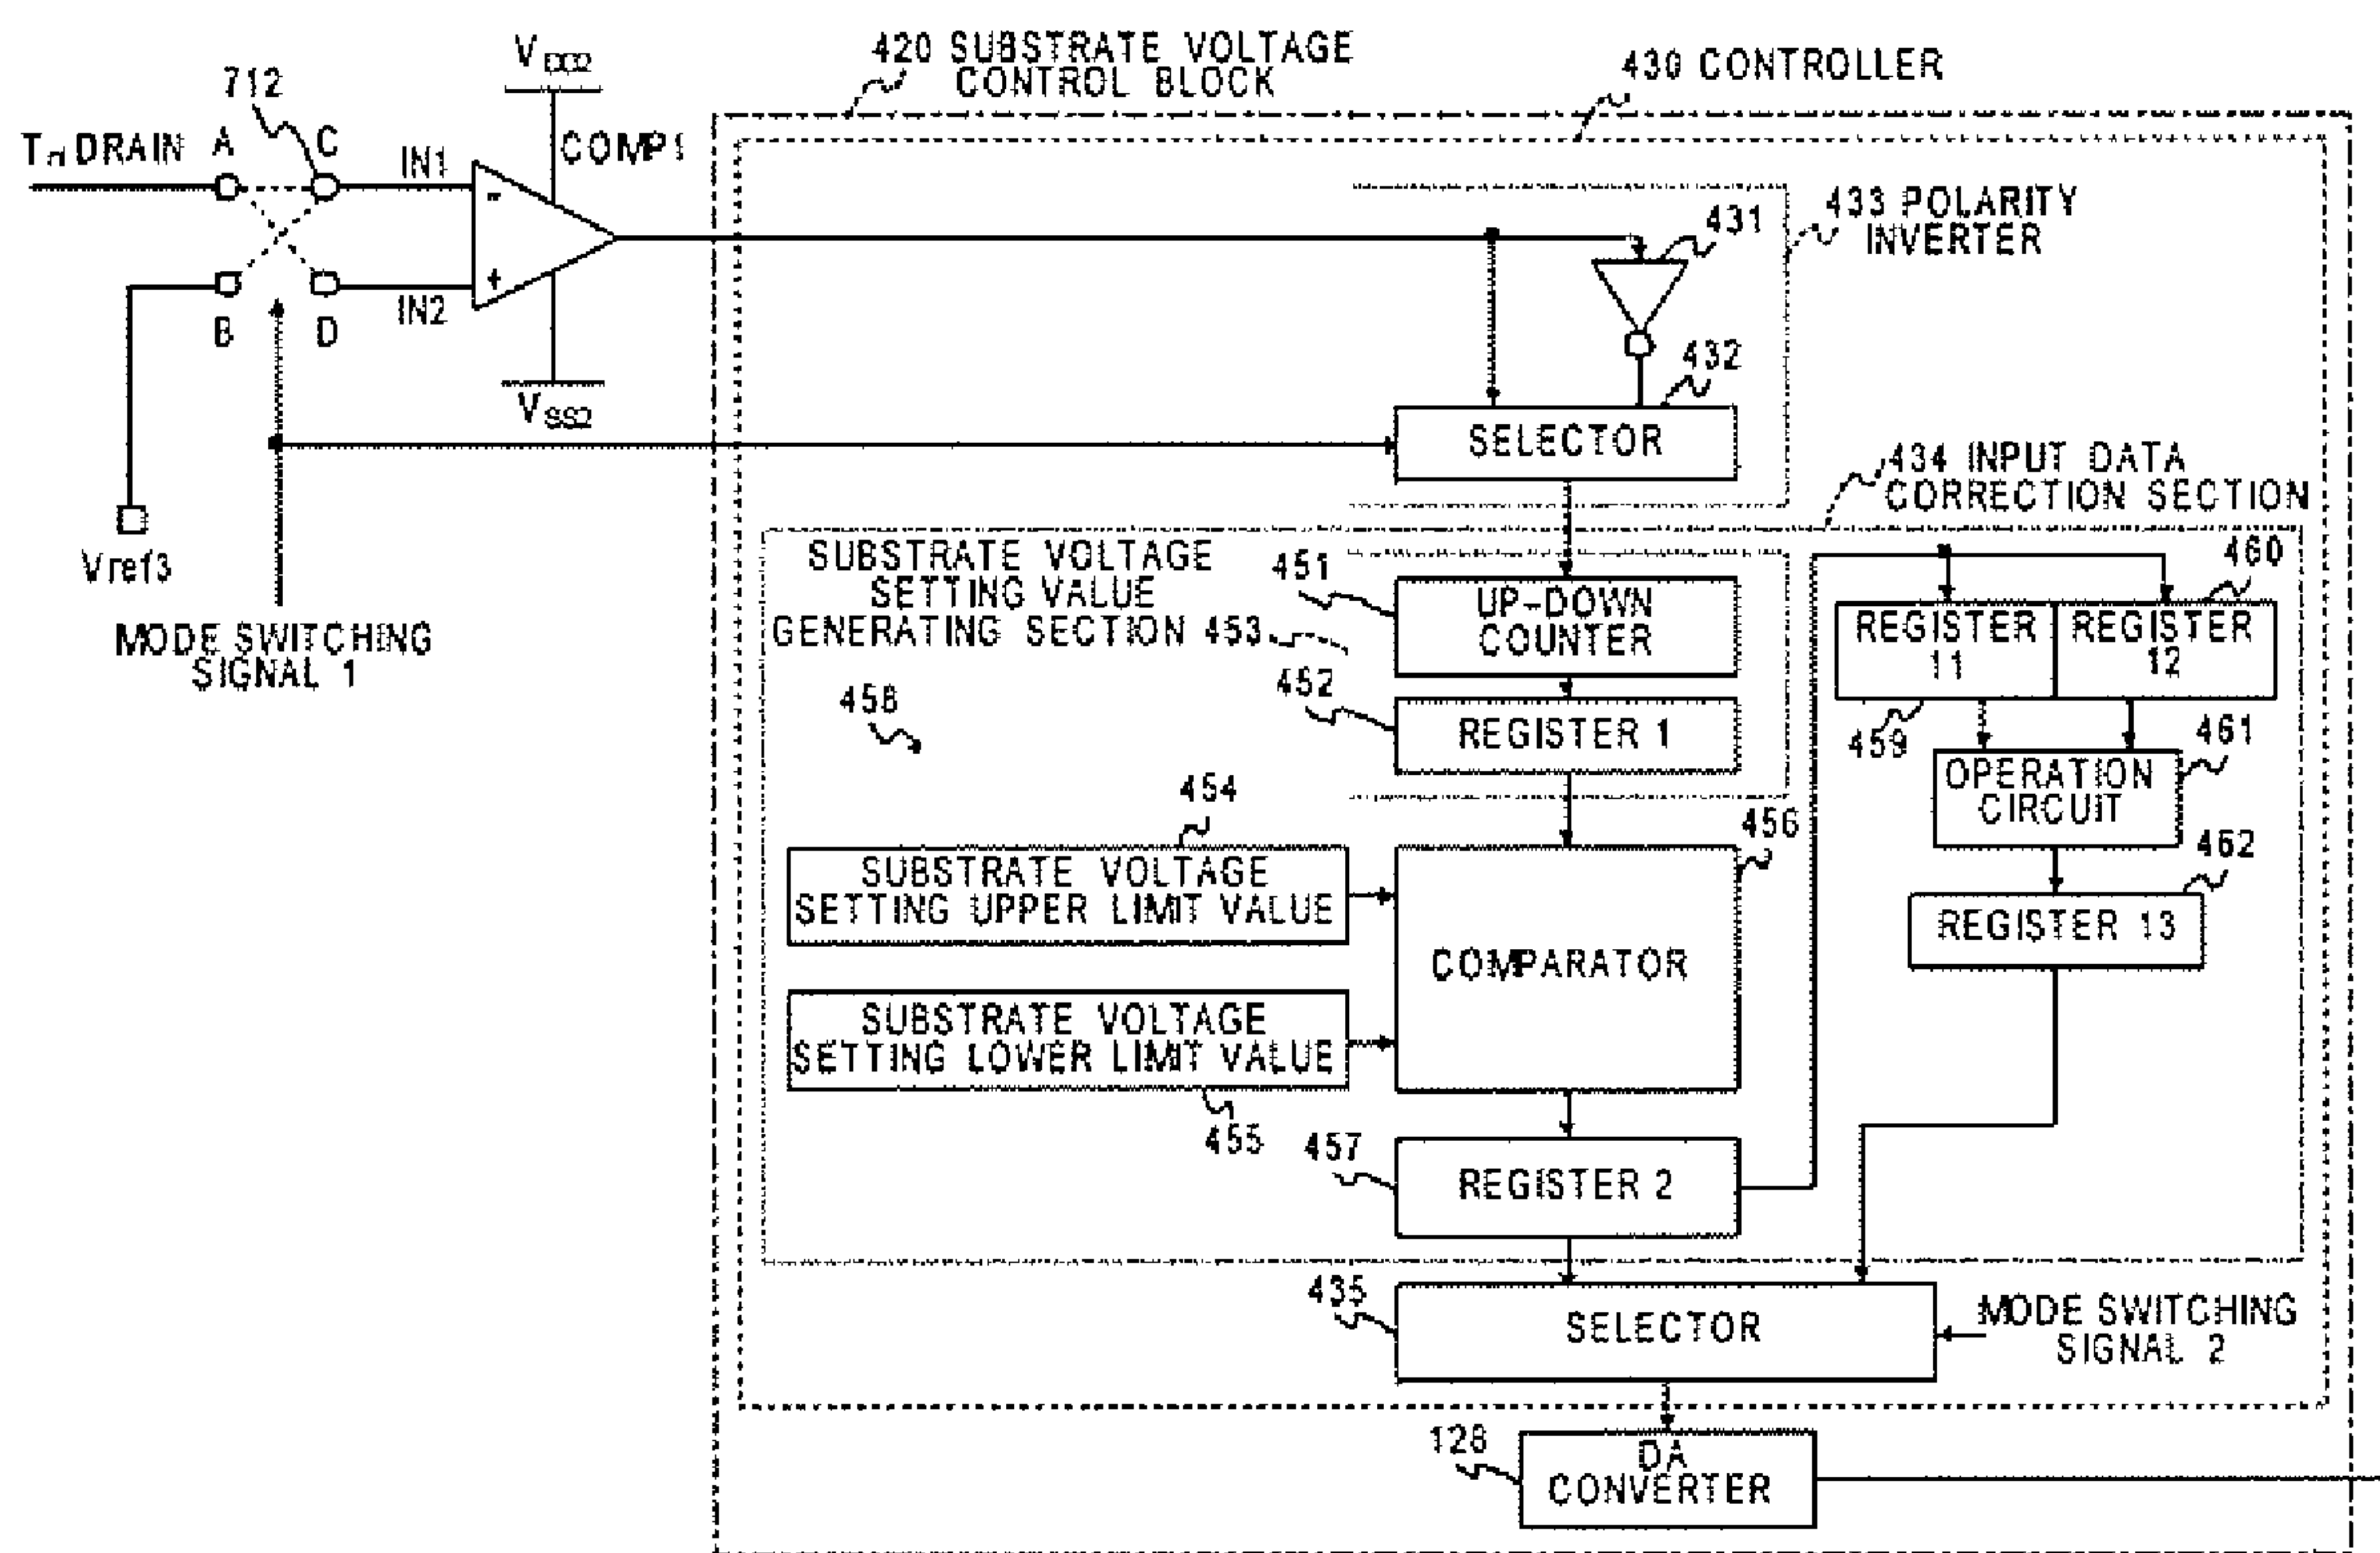 420 SUBSTRATE VOLTAGE
CONTROL BLOCK
430 CONTROLLER
VDD2
712
Tn DRAIN
A
C
IN1
COMP1
-
+
B
D
IN2
VSS2
Vref3
MODE SWITCHING
SIGNAL 1
431
433 POLARITY
INVERTER
432
SELECTOR
434 INPUT DATA
CORRECTION SECTION
SUBSTRATE VOLTAGE
SETTING VALUE
GENERATING SECTION 453
451
UP-DOWN
COUNTER
452
REGISTER 1
458
460
REGISTER
11
REGISTER
12
459
461
OPERATION
CIRCUIT
462
REGISTER 13
454
SUBSTRATE VOLTAGE
SETTING UPPER LIMIT VALUE
456
COMPARATOR
SUBSTRATE VOLTAGE
SETTING LOWER LIMIT VALUE
455
457
REGISTER 2
435
SELECTOR
MODE SWITCHING
SIGNAL 2
128
DA
CONVERTER